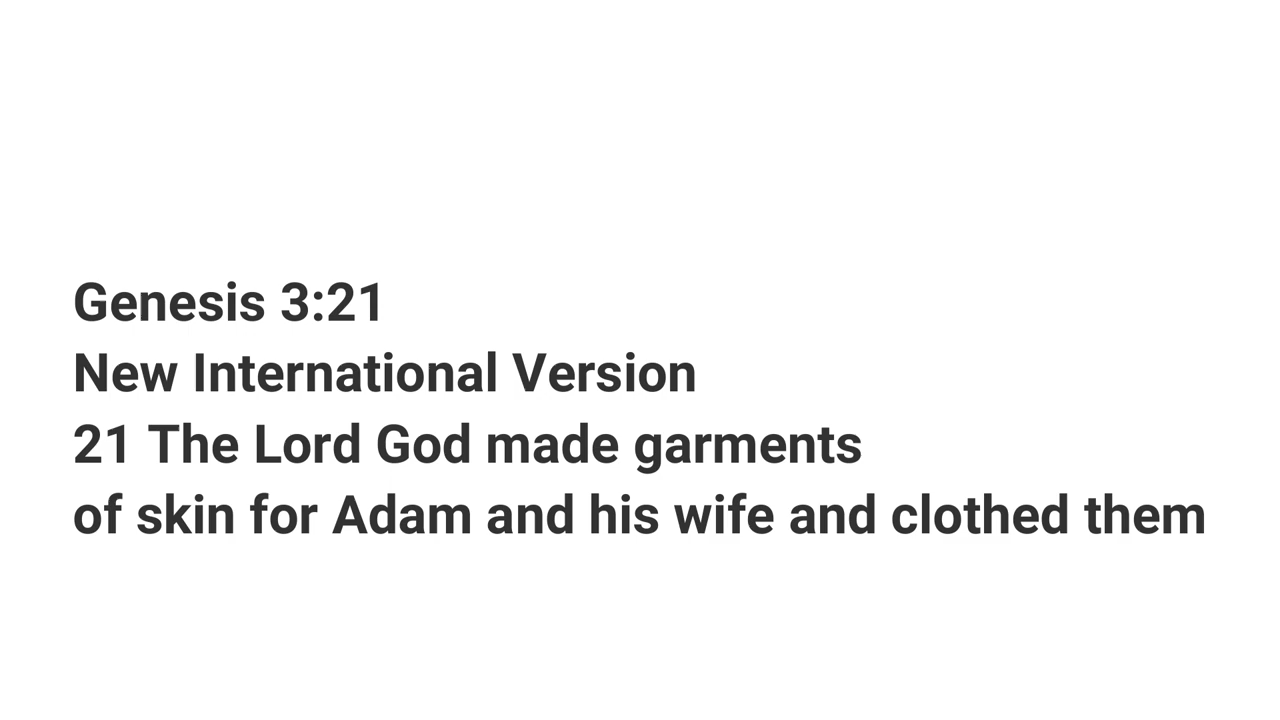 Genesis 3:21
New International Version
21 The Lord God made garments
of skin for Adam and his wife and clothed them